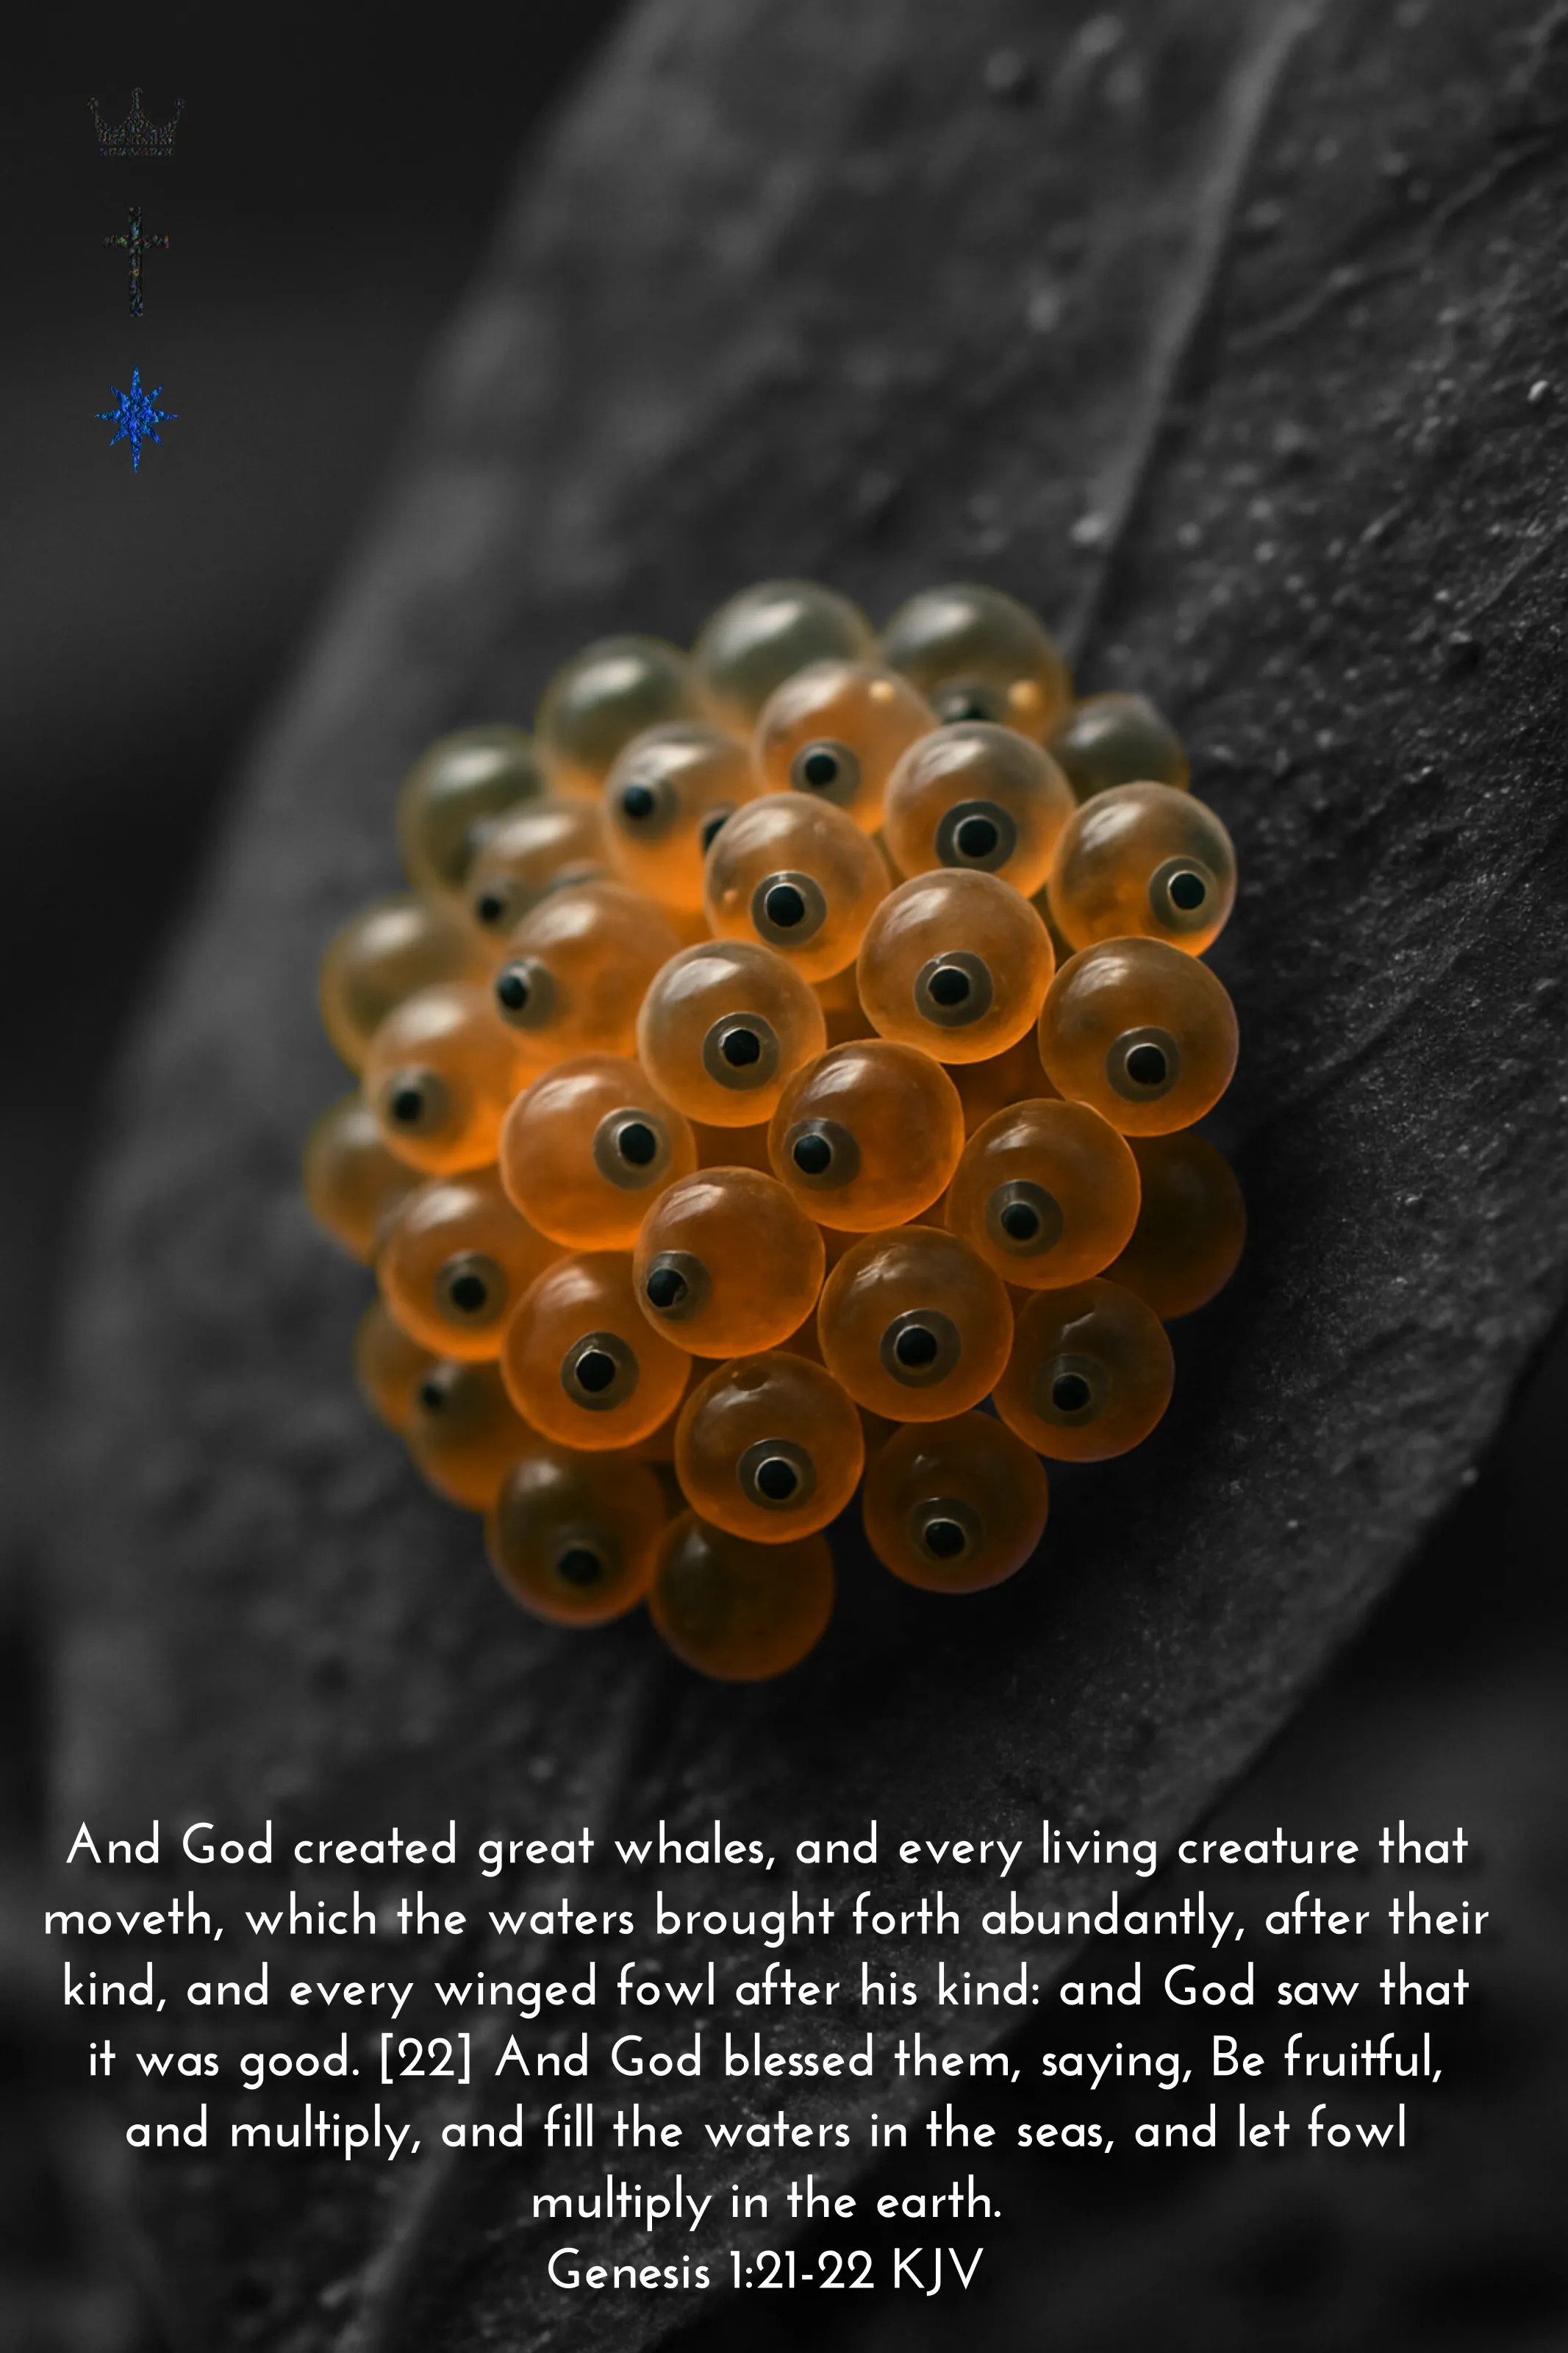 And God created great whales, and every living creature that
moveth, which the waters brought forth abundantly, after their
kind, and every winged fowl after his kind: and God saw that
it was good. [22] And God blessed them, saying, Be fruitful,
and multiply, and fill the waters in the seas, and let fowl
multiply in the earth.
Genesis 1:21-22 KJV